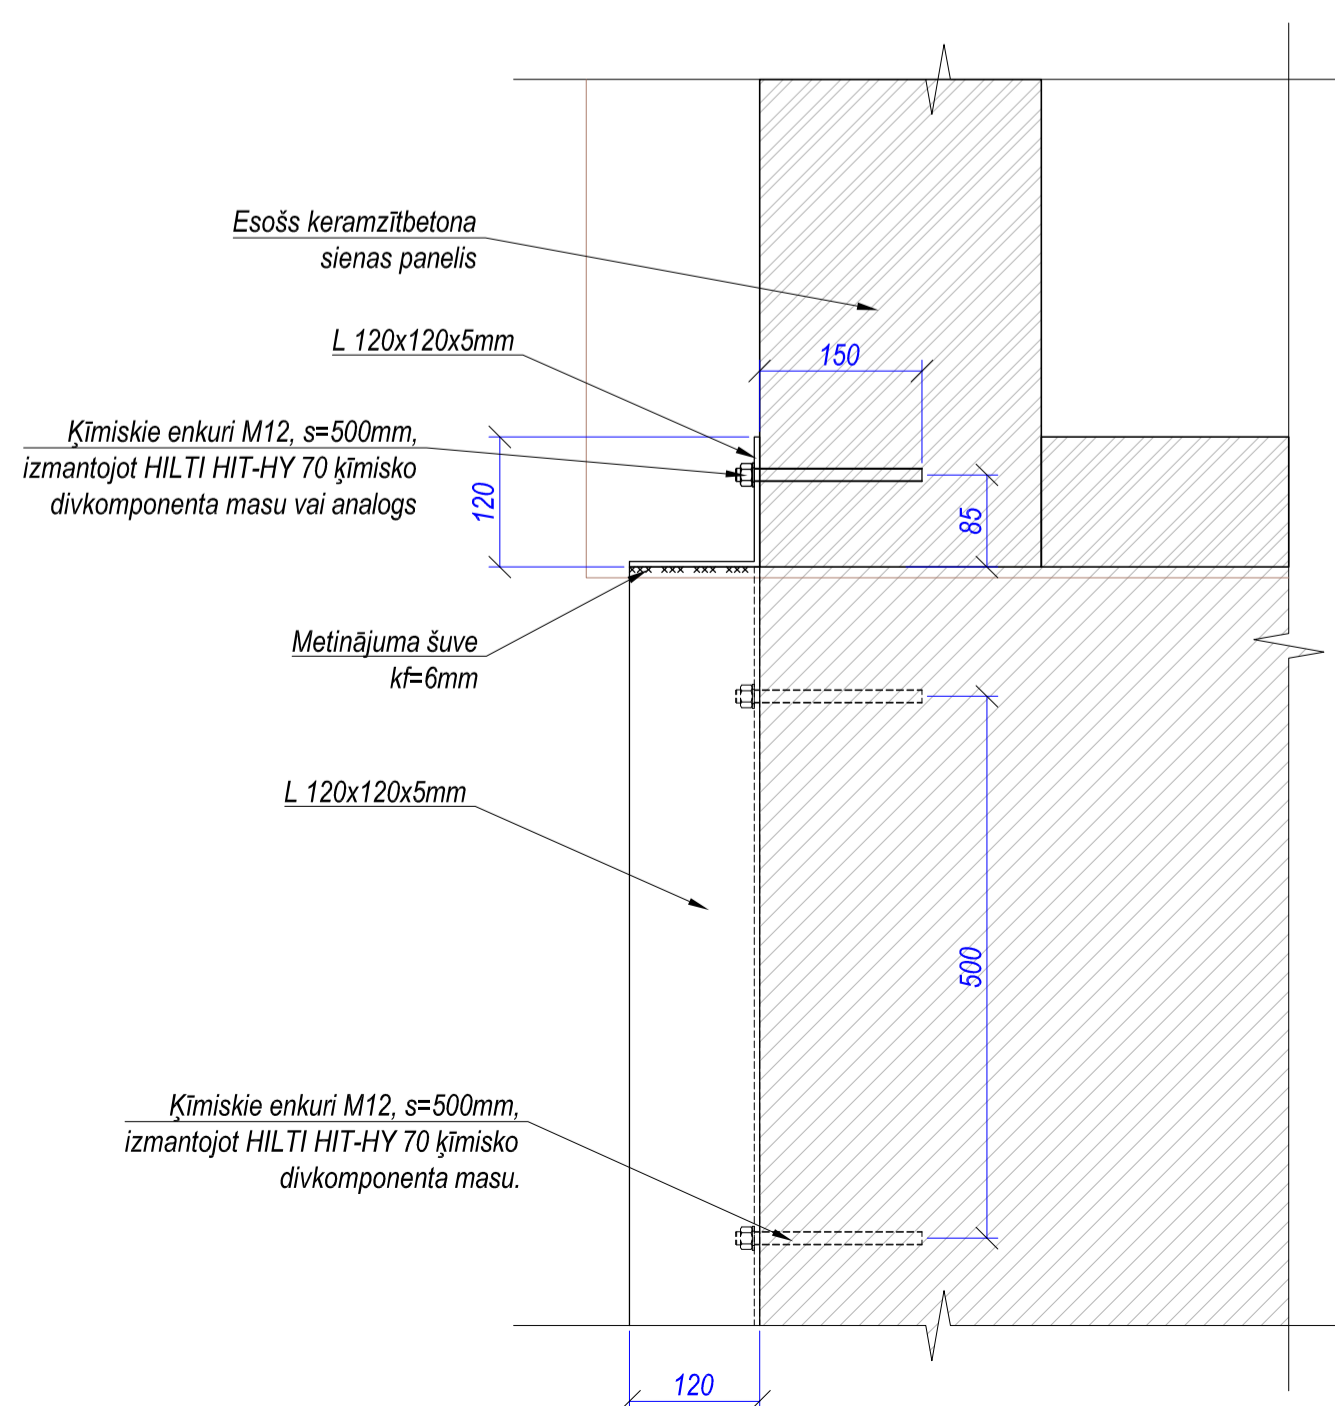 Esošs keramzītbetona
sienas panelis
L 120x120x5mm
150
Ķīmiskie enkuri M12, s=500mm,
izmantojot HILTI HIT-HY 70 ķīmisko
divkomponenta masu vai analogs
120
85
Metinājuma šuve
kf=6mm
L 120x120x5mm
500
Ķīmiskie enkuri M12, s=500mm,
izmantojot HILTI HIT-HY 70 ķīmisko
divkomponenta masu.
120